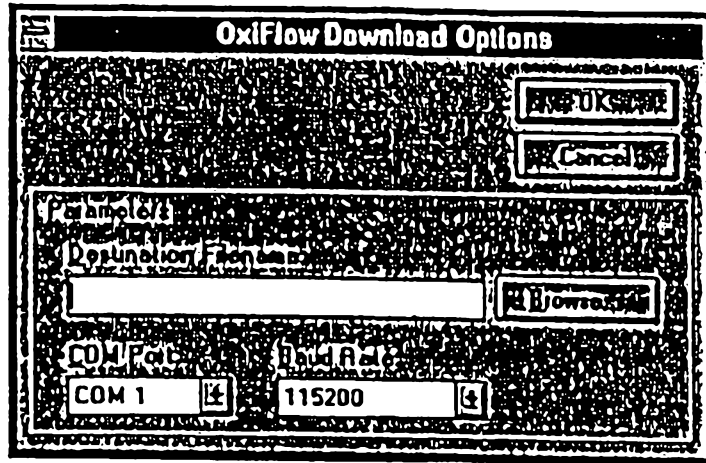 OxiFlow Download Options
OK
Cancel
Parameters
Destination Filename
Browse...
COM Port
Baud Rate
COM 1
115200